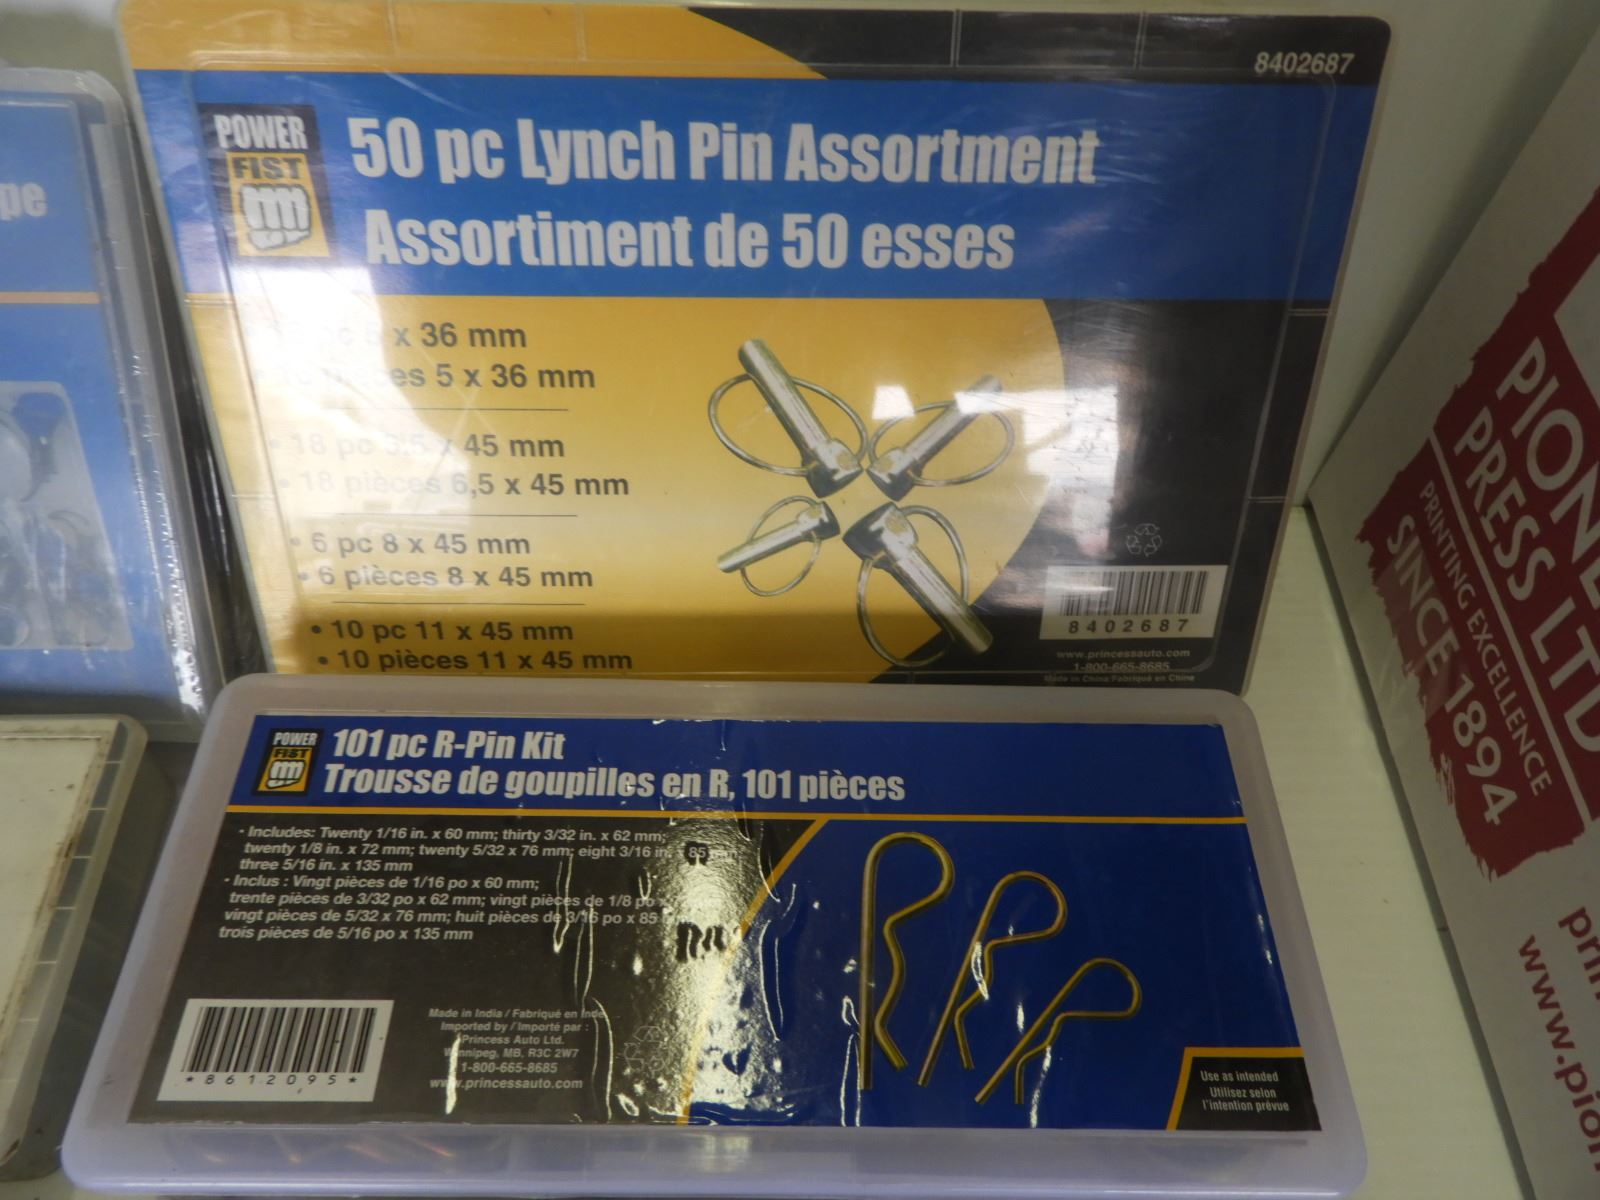 8402687
POWER
FIST
50 pc Lynch Pin Assortment
Assortiment de 50 esses
x 36 mm
5 x 36 mm
18 pc x 45 mm
18 pièces 6,5 x 45 mm
• 6 pc 8 x 45 mm
• 6 pièces 8 x 45 mm
• 10 pc 11 x 45 mm
• 10 pièces 11 x 45 mm
8402687
www.princessauto.com
1-800-665-8685
Made in China/Fabriqué en Chine
pe
POWER
FIST
101 pc R-Pin Kit
Trousse de goupilles en R, 101 pièces
• Includes: Twenty 1/16 in. x 60 mm; thirty 3/32 in. x 62 mm;
twenty 1/8 in. x 72 mm; twenty 5/32 x 76 mm; eight 3/16 in. x 85
three 5/16 in. x 135 mm
• Inclus : Vingt pièces de 1/16 po x 60 mm;
trente pièces de 3/32 po x 62 mm; vingt pièces de 1/8 po
vingt pièces de 5/32 x 76 mm; huit pièces de 3/16 po x 85
trois pièces de 5/16 po x 135 mm
*8612095*
Made in India / Fabriqué en Inde
Imported by / Importé par :
Princess Auto Ltd.
Winnipeg, MB, R3C 2W7
1-800-665-8685
www.princessauto.com
Use as intended
Utilisez selon
l'intention prévue
PIONE
PRESS LTD
PRINTING EXCELLENCE
SINCE 1894
prin
www.pion